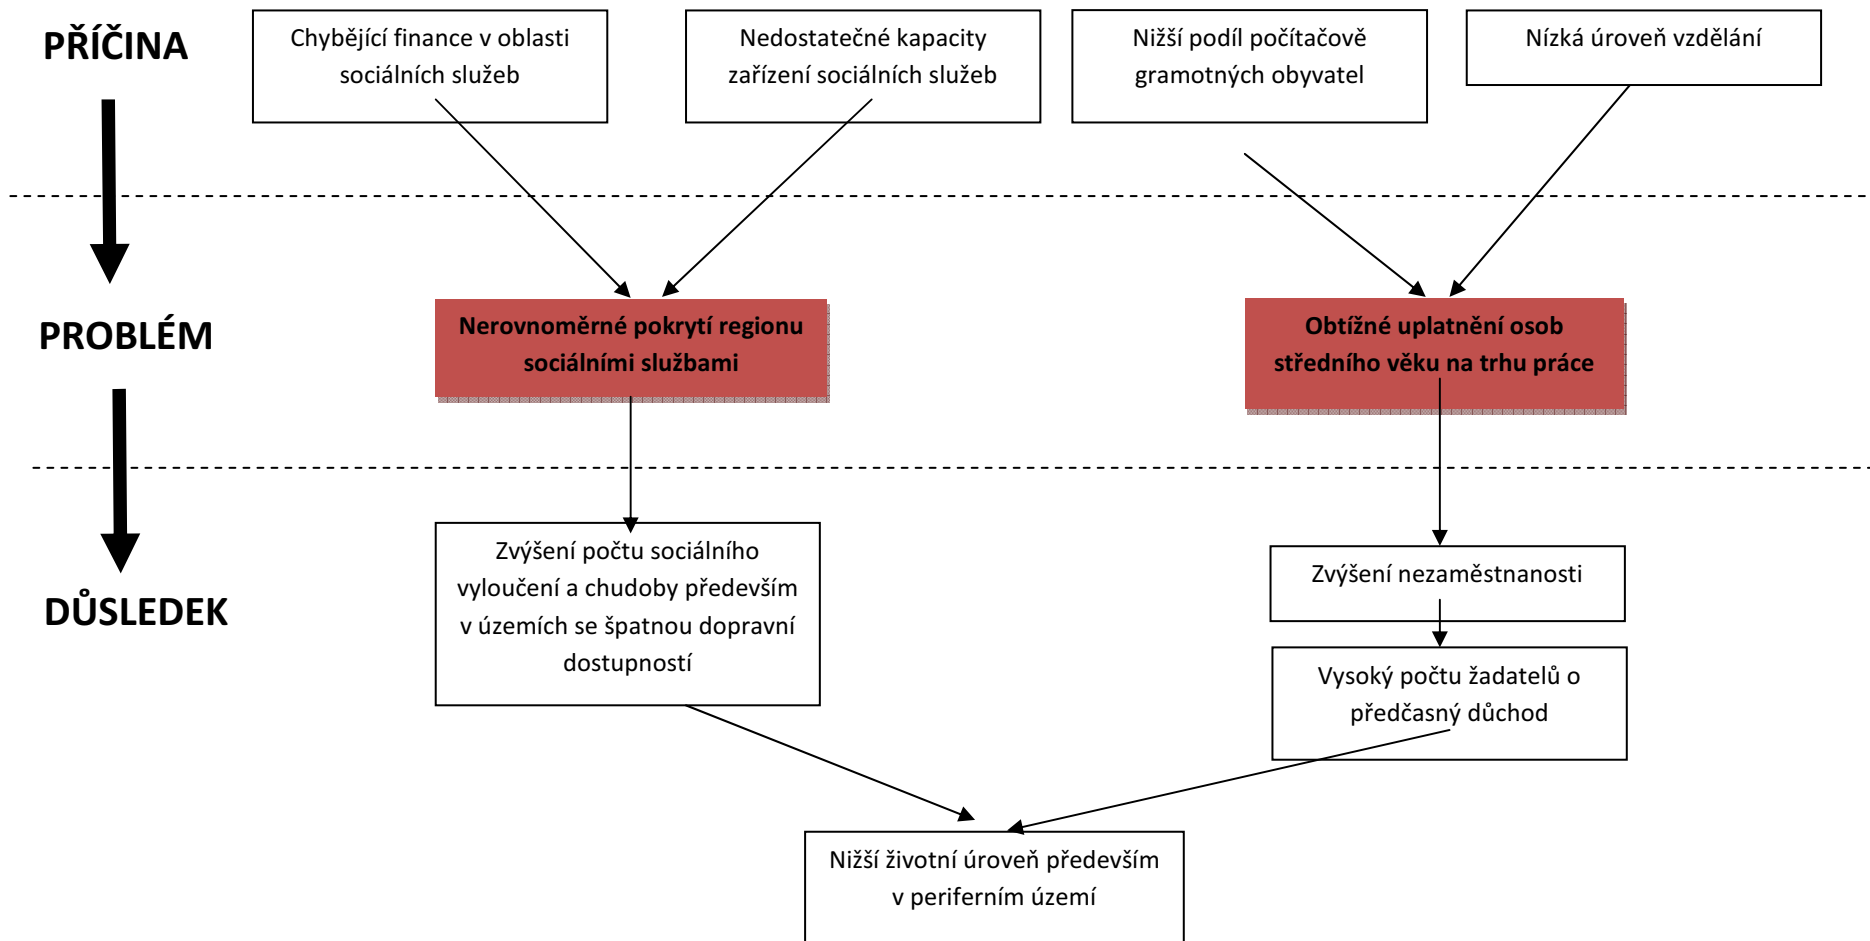 PŘÍČINA
Chybějící finance v oblasti
sociálních služeb
Nedostatečné kapacity
zařízení sociálních služeb
Nižší podíl počítačově
gramotných obyvatel
Nízká úroveň vzdělání
PROBLÉM
Nerovnoměrné pokrytí regionu
sociálními službami
Obtížné uplatnění osob
středního věku na trhu práce
DŮSLEDEK
Zvýšení počtu sociálního
vyloučení a chudoby především
v územích se špatnou dopravní
dostupností
Zvýšení nezaměstnanosti
Vysoký počtu žadatelů o
předčasný důchod
Nižší životní úroveň především
v periferním území